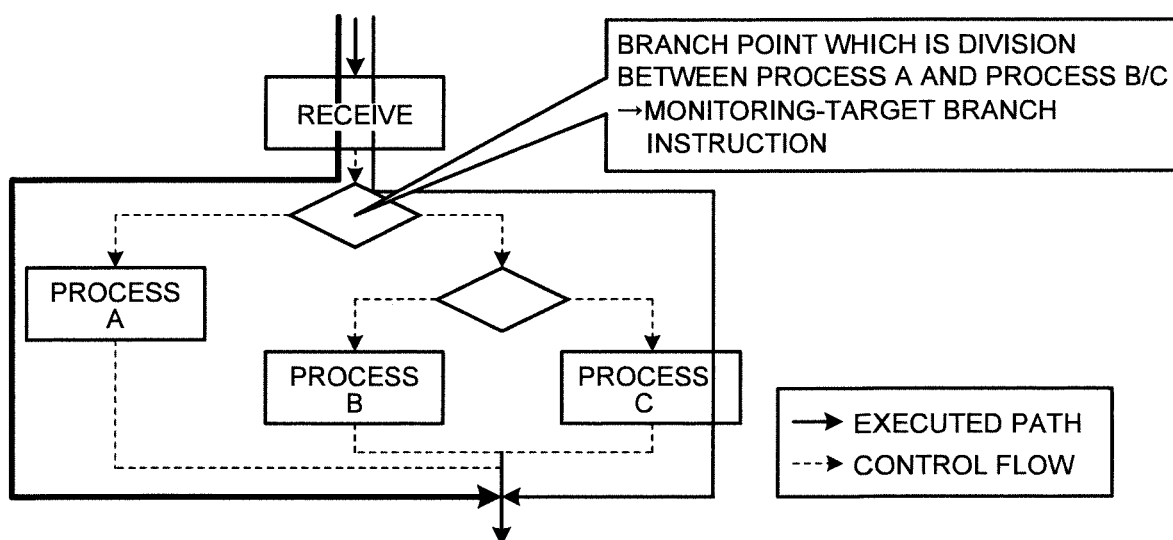 BRANCH POINT WHICH IS DIVISION
BETWEEN PROCESS A AND PROCESS B/C
→MONITORING-TARGET BRANCH
INSTRUCTION
RECEIVE
PROCESS
A
PROCESS
B
PROCESS
C
EXECUTED PATH
CONTROL FLOW